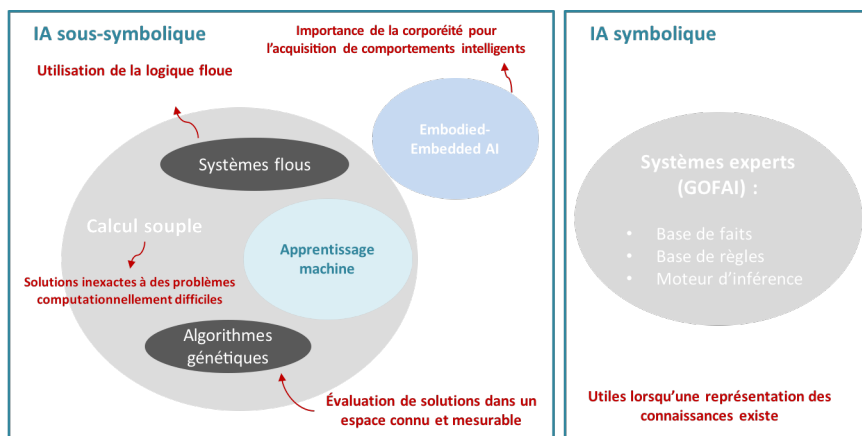 IA sous-symbolique
Importance de la corporéité pour
l'acquisition de comportements intelligents
Utilisation de la logique floue
Embodied-
Embedded AI
Systèmes flous
Calcul souple
Apprentissage
machine
Solutions inexactes à des problèmes
computationnellement difficiles
Algorithmes
génétiques
Évaluation de solutions dans un
espace connu et mesurable
IA symbolique
Systèmes experts
(GOFAI) :
• Base de faits
• Base de règles
• Moteur d'inférence
Utiles lorsqu'une représentation des
connaissances existe